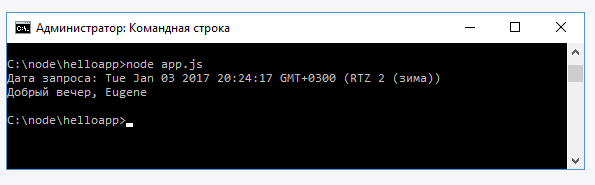 Администратор: Командная строка
C:\node\helloapp>node app.js
Дата запроса: Tue Jan 03 2017 20:24:17 GMT+0300 (RTZ 2 (зима))
Добрый вечер, Eugene
C:\node\helloapp>